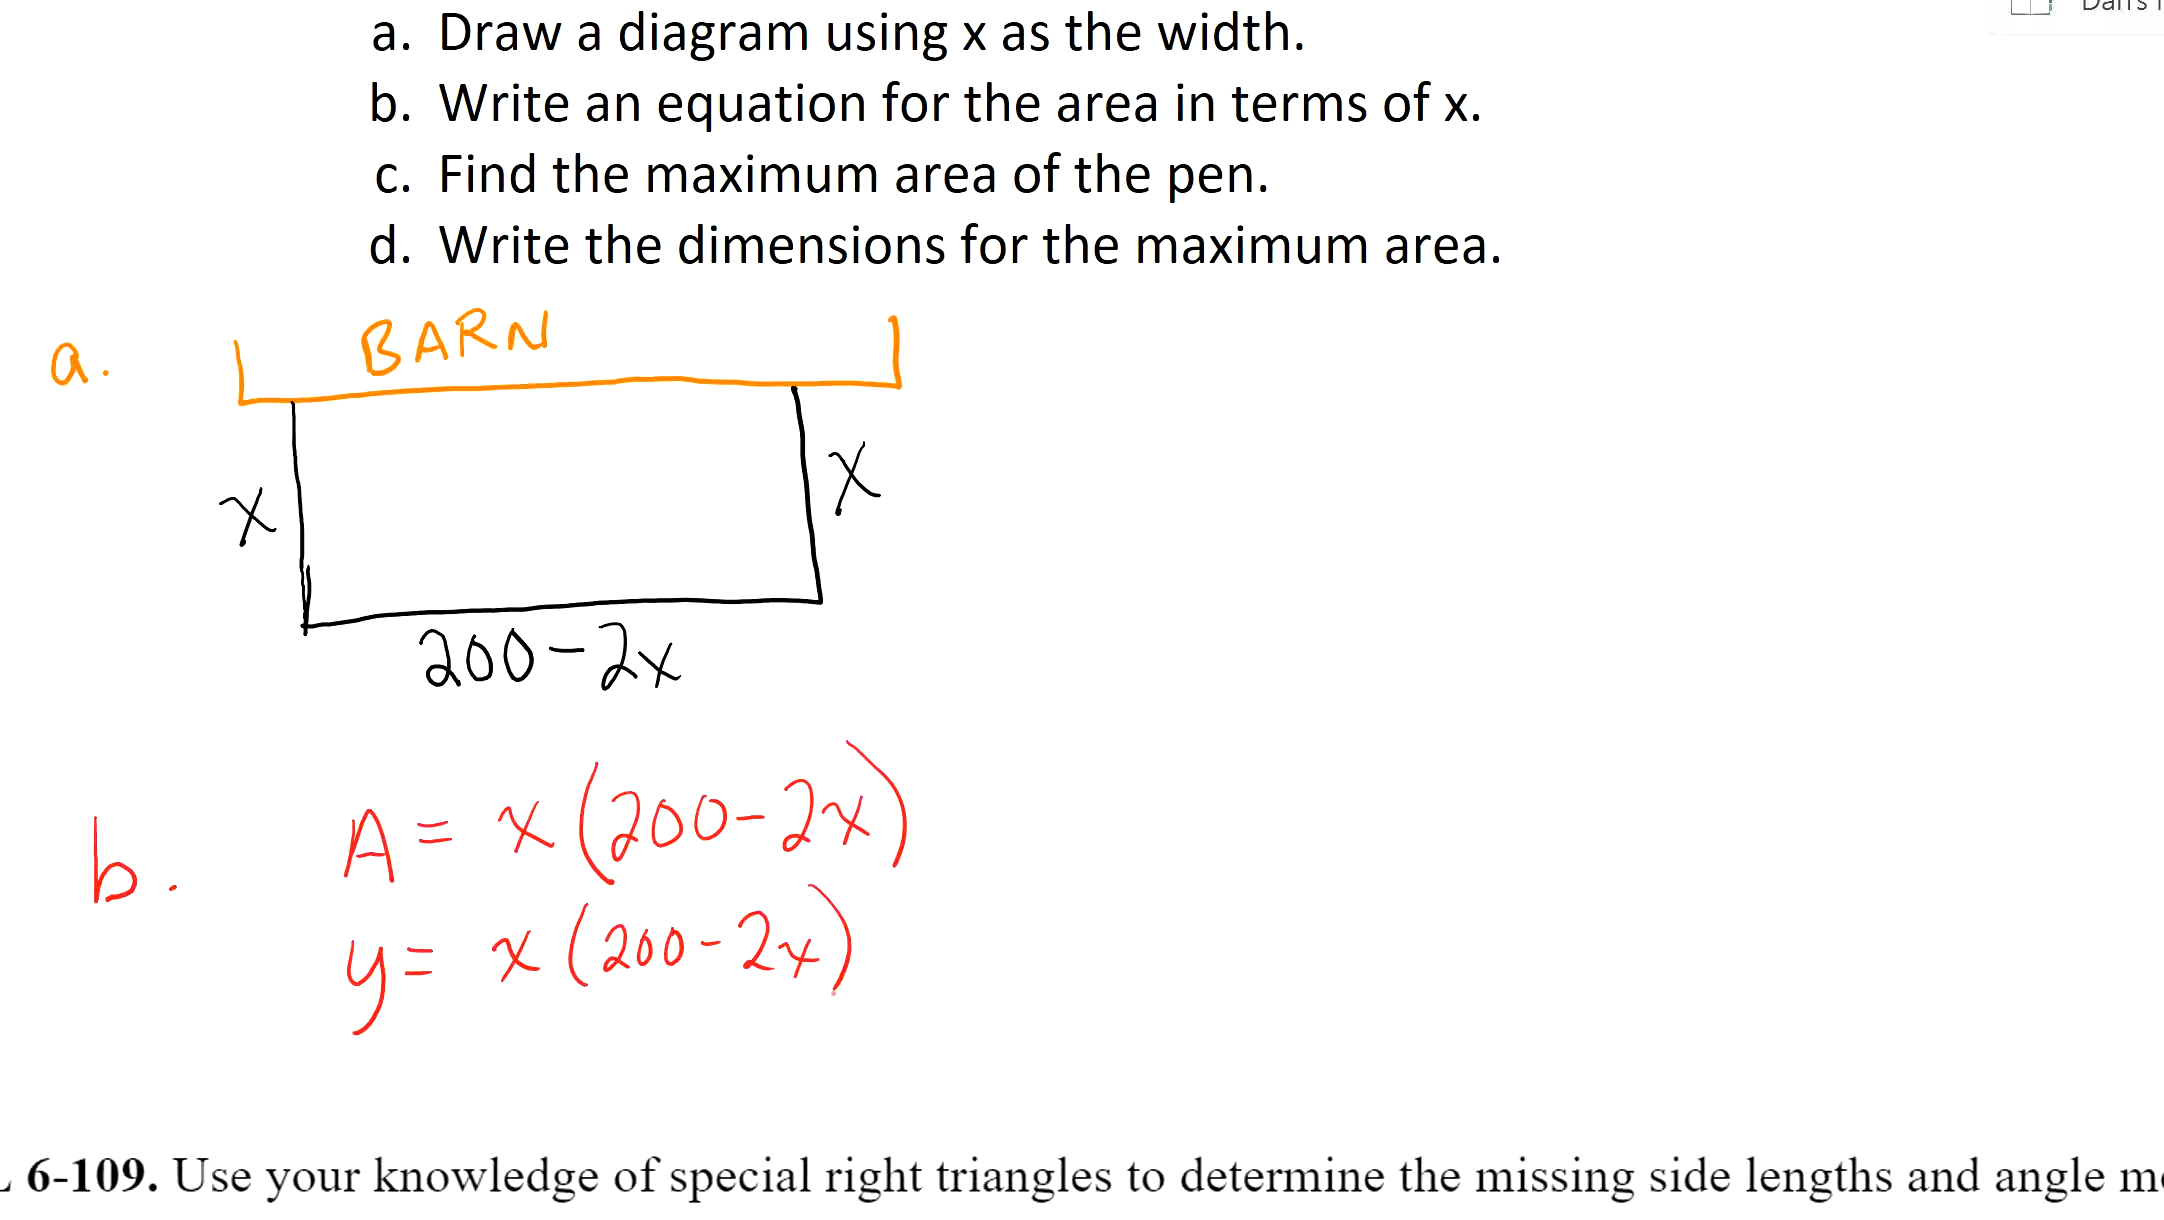 a. Draw a diagram using x as the width.
b. Write an equation for the area in terms of x.
c. Find the maximum area of the pen.
d. Write the dimensions for the maximum area.
a.
BARN
x
x
200-2x
b.
A = x(200-2x)
y = x(200-2x)
6-109. Use your knowledge of special right triangles to determine the missing side lengths and angle